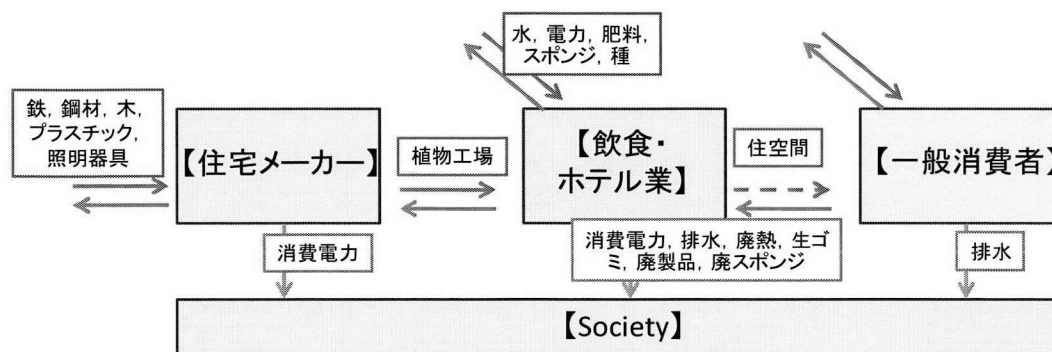 水, 電力, 肥料,
スポンジ, 種
鉄, 鋼材, 木,
プラスチック,
照明器具
【住宅メーカー】
植物工場
【飲食・
ホテル業】
住空間
【一般消費者】
消費電力
消費電力, 排水, 廃熱, 生ゴ
ミ, 廃製品, 廃スポンジ
排水
【Society】